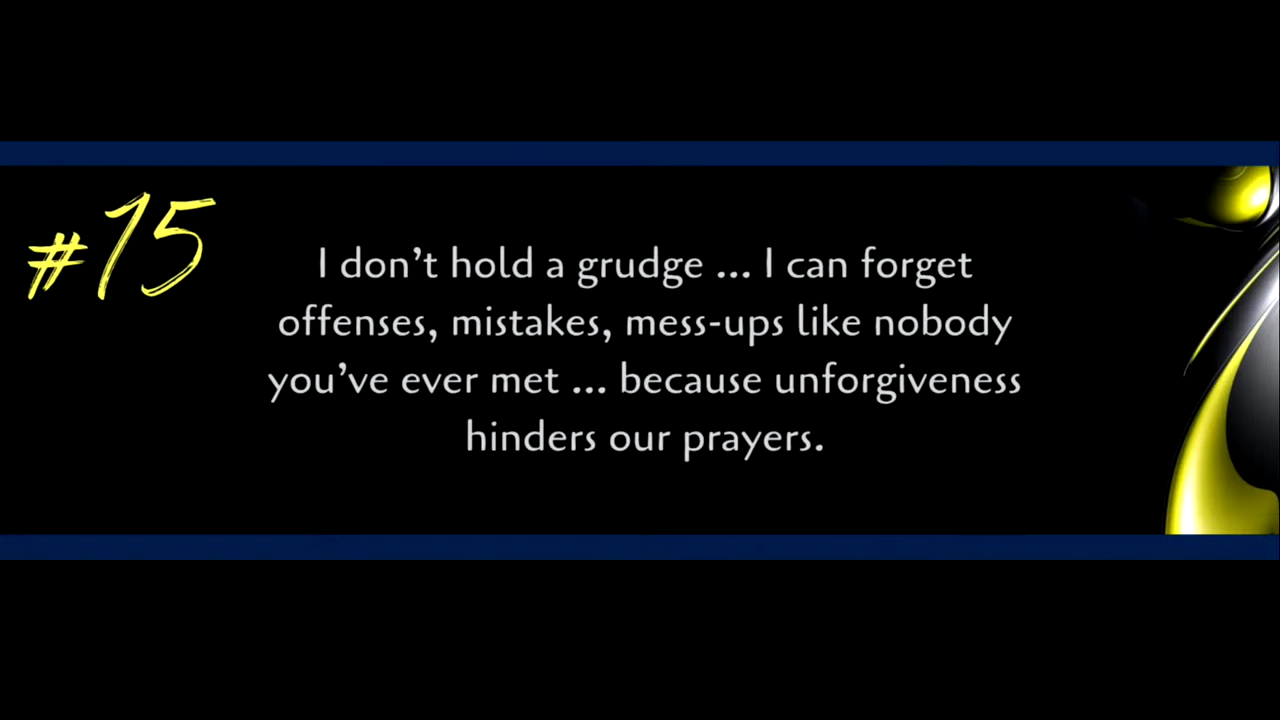 #15
I don’t hold a grudge ... I can forget
offenses, mistakes, mess-ups like nobody
you’ve ever met ... because unforgiveness
hinders our prayers.